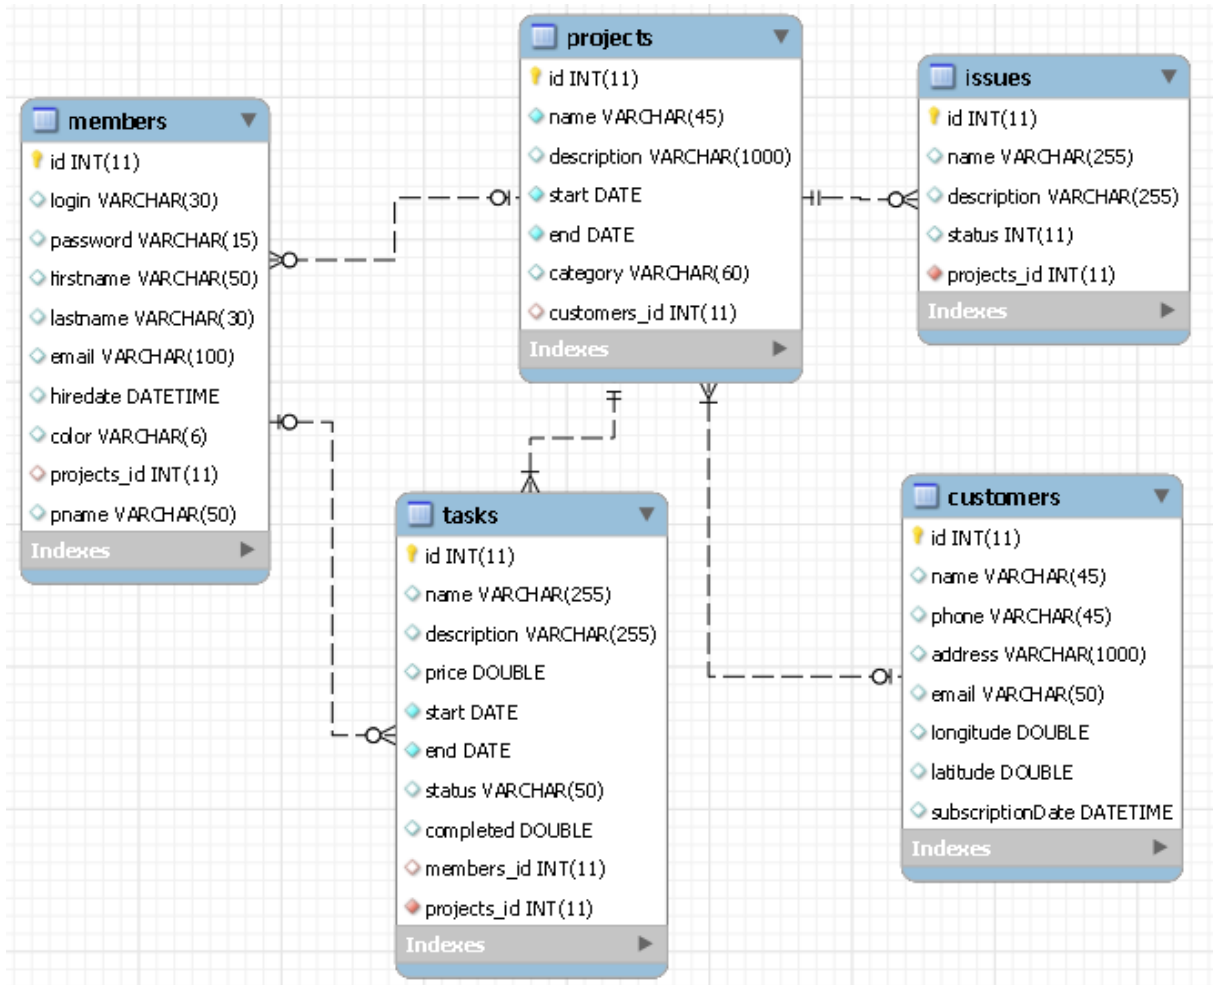 members
id INT(11)
login VARCHAR(30)
password VARCHAR(15)
firstname VARCHAR(50)
lastname VARCHAR(30)
email VARCHAR(100)
hiredate DATETIME
color VARCHAR(6)
projects_id INT(11)
pname VARCHAR(50)
Indexes
projects
id INT(11)
name VARCHAR(45)
description VARCHAR(1000)
start DATE
end DATE
category VARCHAR(60)
customers_id INT(11)
Indexes
issues
id INT(11)
name VARCHAR(255)
description VARCHAR(255)
status INT(11)
projects_id INT(11)
Indexes
tasks
id INT(11)
name VARCHAR(255)
description VARCHAR(255)
price DOUBLE
start DATE
end DATE
status VARCHAR(50)
completed DOUBLE
members_id INT(11)
projects_id INT(11)
Indexes
customers
id INT(11)
name VARCHAR(45)
phone VARCHAR(45)
address VARCHAR(1000)
email VARCHAR(50)
longitude DOUBLE
latitude DOUBLE
subscriptionDate DATETIME
Indexes